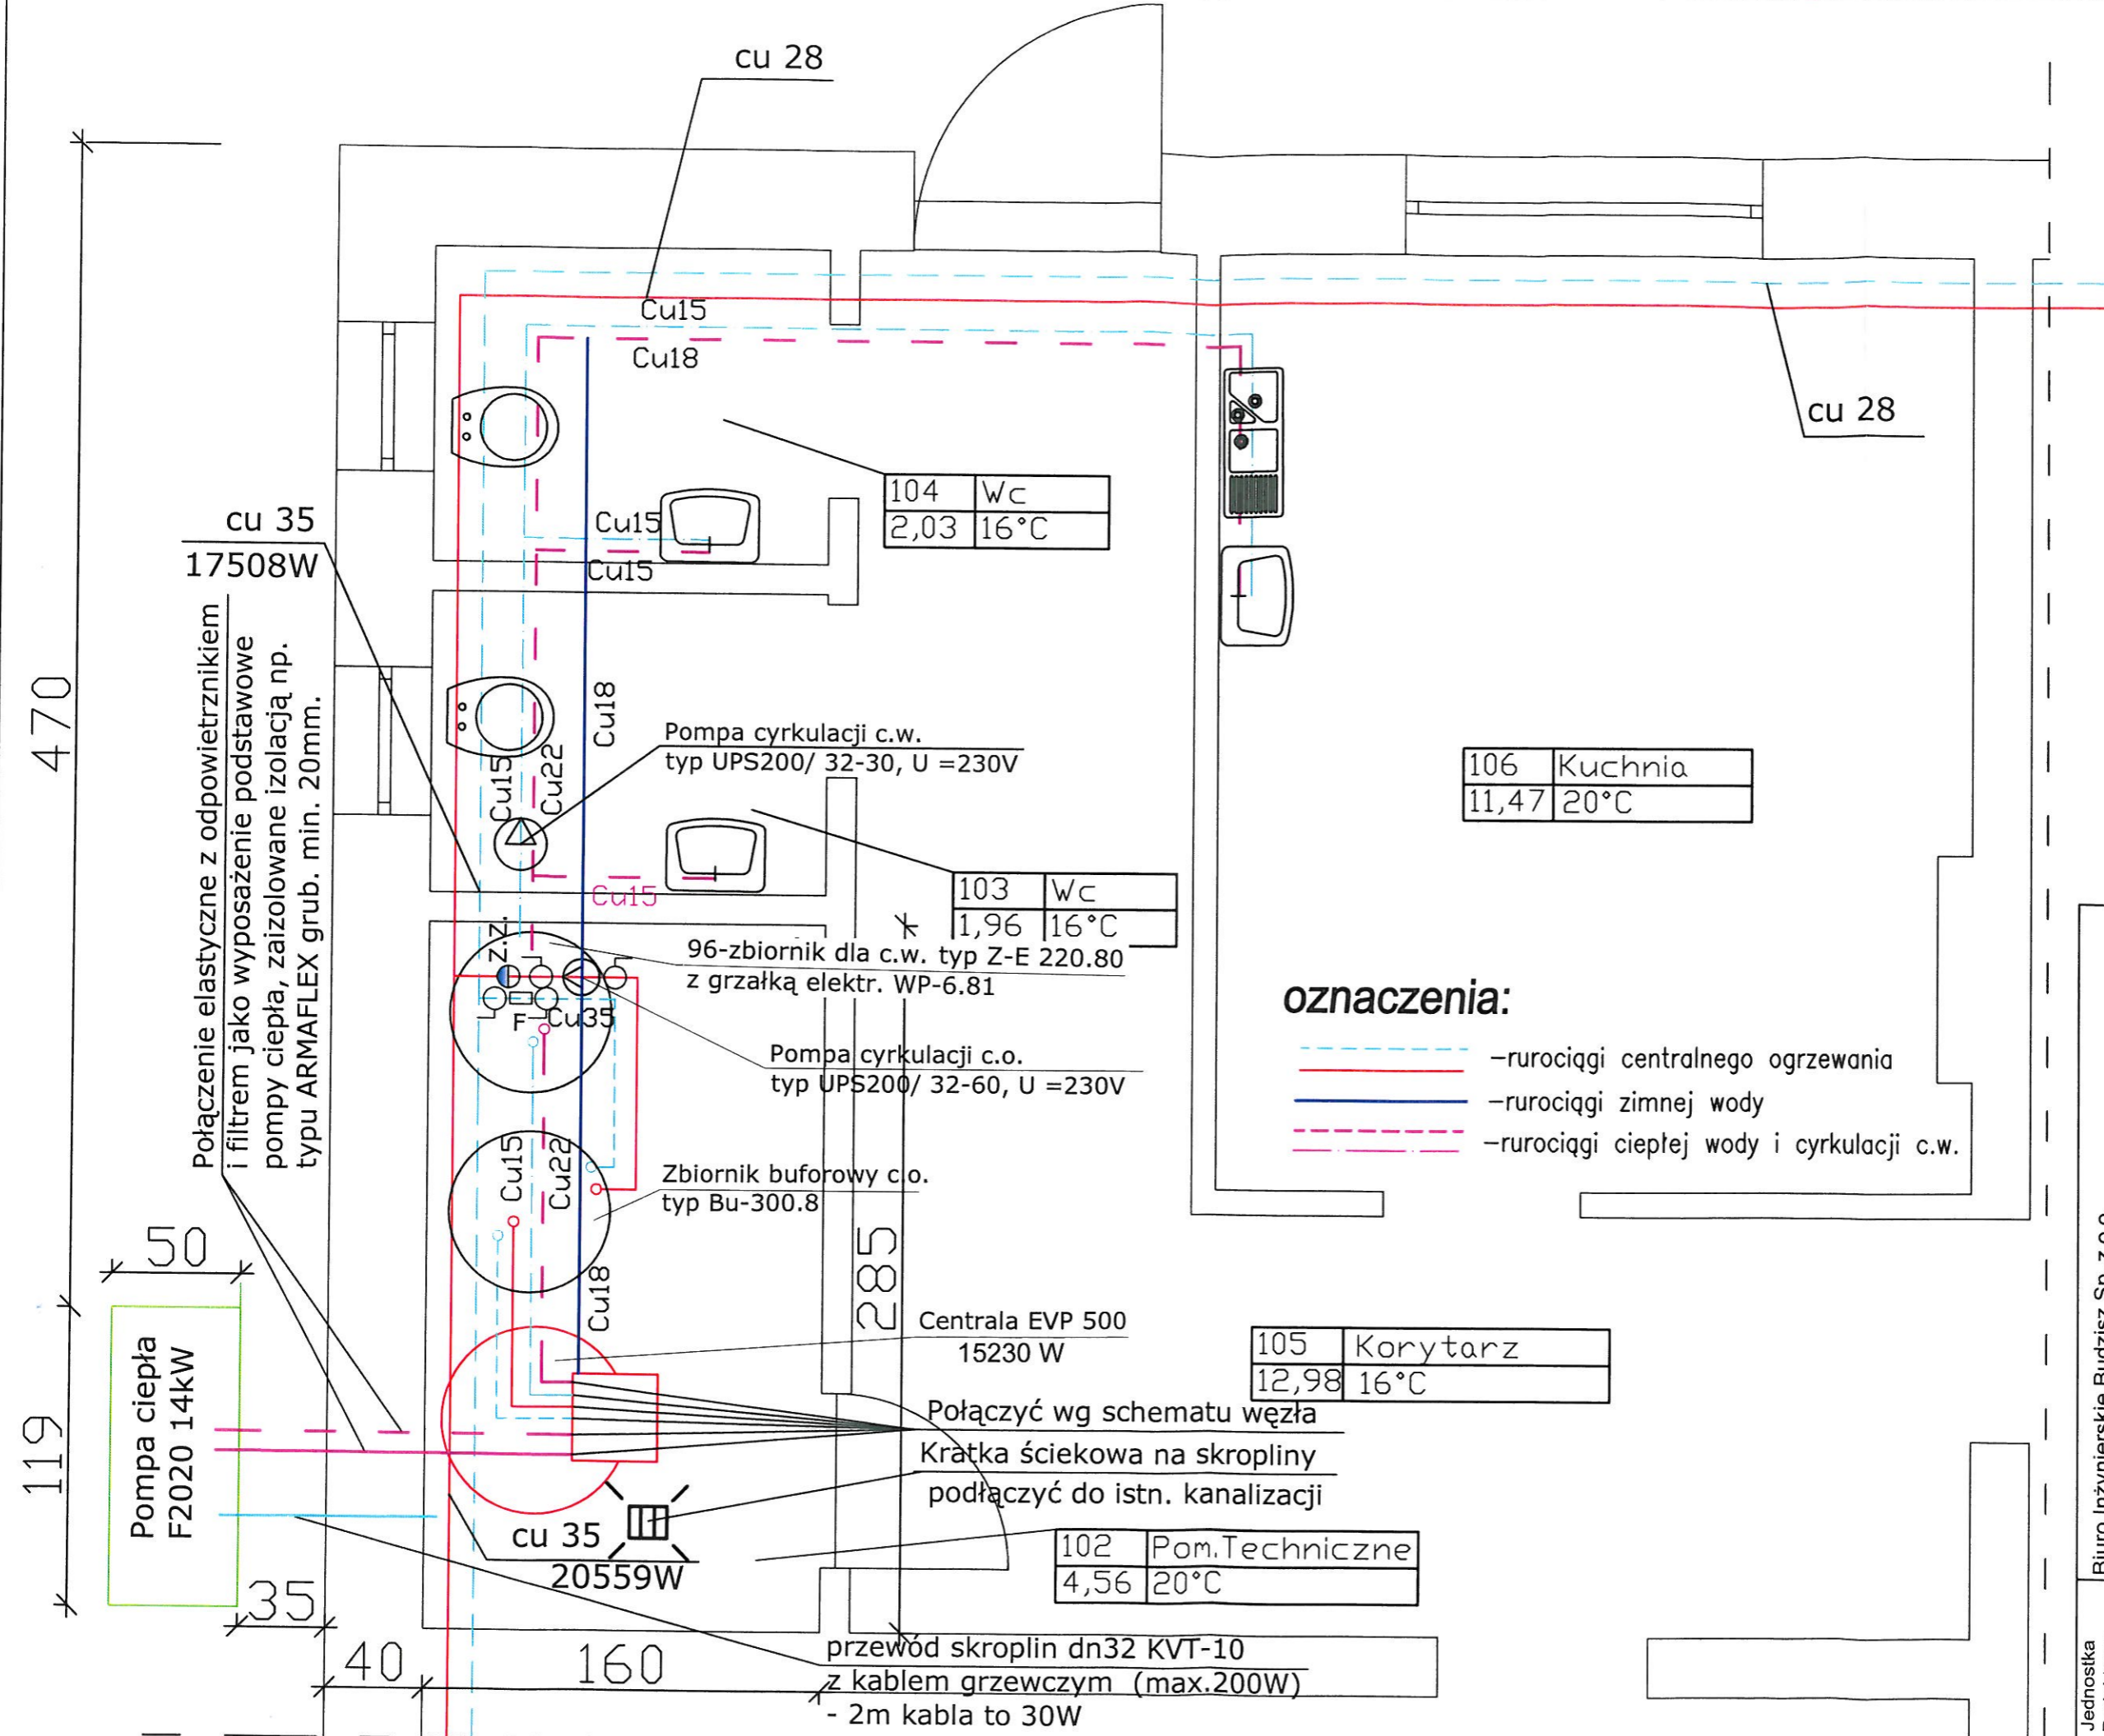 cu 28
Cu15
Cu18
cu 28
104 Wc
2,03 16°C
cu 35
17508W
Cu15
Cu15
470
Połączenie elastyczne z odpowietrznikiem
i filtrem jako wyposażenie podstawowe
pompy ciepła, zaizolowane izolacją np.
typu ARMAFLEX grub. min. 20mm.
Cu18
Cu15
Cu22
Pompa cyrkulacji c.w.
typ UPS200/ 32-30, U =230V
106 Kuchnia
11,47 20°C
Cu15
103 Wc
1,96 16°C
z.z.
96-zbiornik dla c.w. typ Z-E 220.80
z grzałką elektr. WP-6.81
F
Cu35
Pompa cyrkulacji c.o.
typ UPS200/ 32-60, U =230V
oznaczenia:
-rurociągi centralnego ogrzewania
-rurociągi zimnej wody
-rurociągi ciepłej wody i cyrkulacji c.w.
Cu15
Cu22
Zbiornik buforowy c.o.
typ Bu-300.8
285
50
Cu18
Centrala EVP 500
15230 W
105 Korytarz
12,98 16°C
119
Pompa ciepła
F2020 14kW
Połączyć wg schematu węzła
Kratka ściekowa na skropliny
podłączyć do istn. kanalizacji
cu 35
20559W
102 Pom.Techniczne
4,56 20°C
35
40
160
przewód skroplin dn32 KVT-10
z kablem grzewczym (max.200W)
- 2m kabla to 30W
Biuro Inżynierskie Budzisz Sp. z o.o.
Jednostka